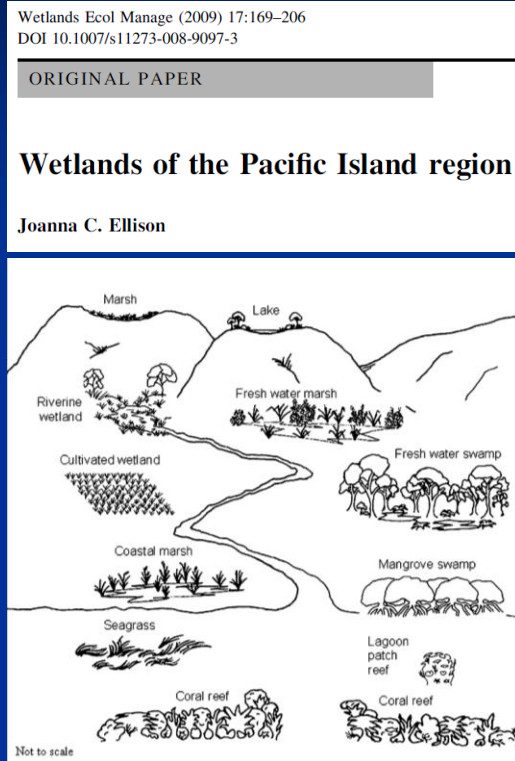 Wetlands Ecol Manage (2009) 17:169–206
DOI 10.1007/s11273-008-9097-3
ORIGINAL PAPER
Wetlands of the Pacific Island region
Joanna C. Ellison
Marsh
Lake
Riverine
wetland
Fresh water marsh
Cultivated wetland
Fresh water swamp
Coastal marsh
Mangrove swamp
Seagrass
Lagoon
patch
reef
Coral reef
Coral reef
Not to scale